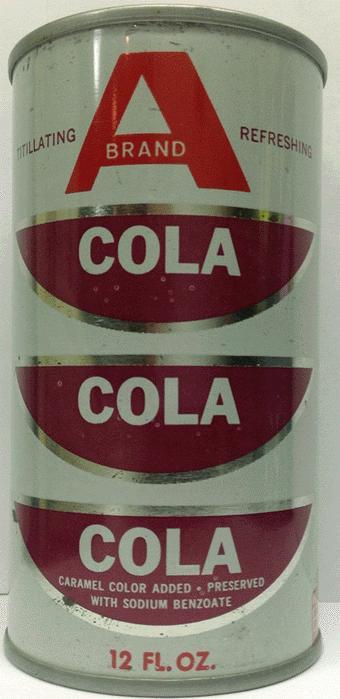 A
TITILLATING BRAND REFRESHING
COLA
COLA
COLA
CARAMEL COLOR ADDED • PRESERVED
WITH SODIUM BENZOATE
12 FL. OZ.